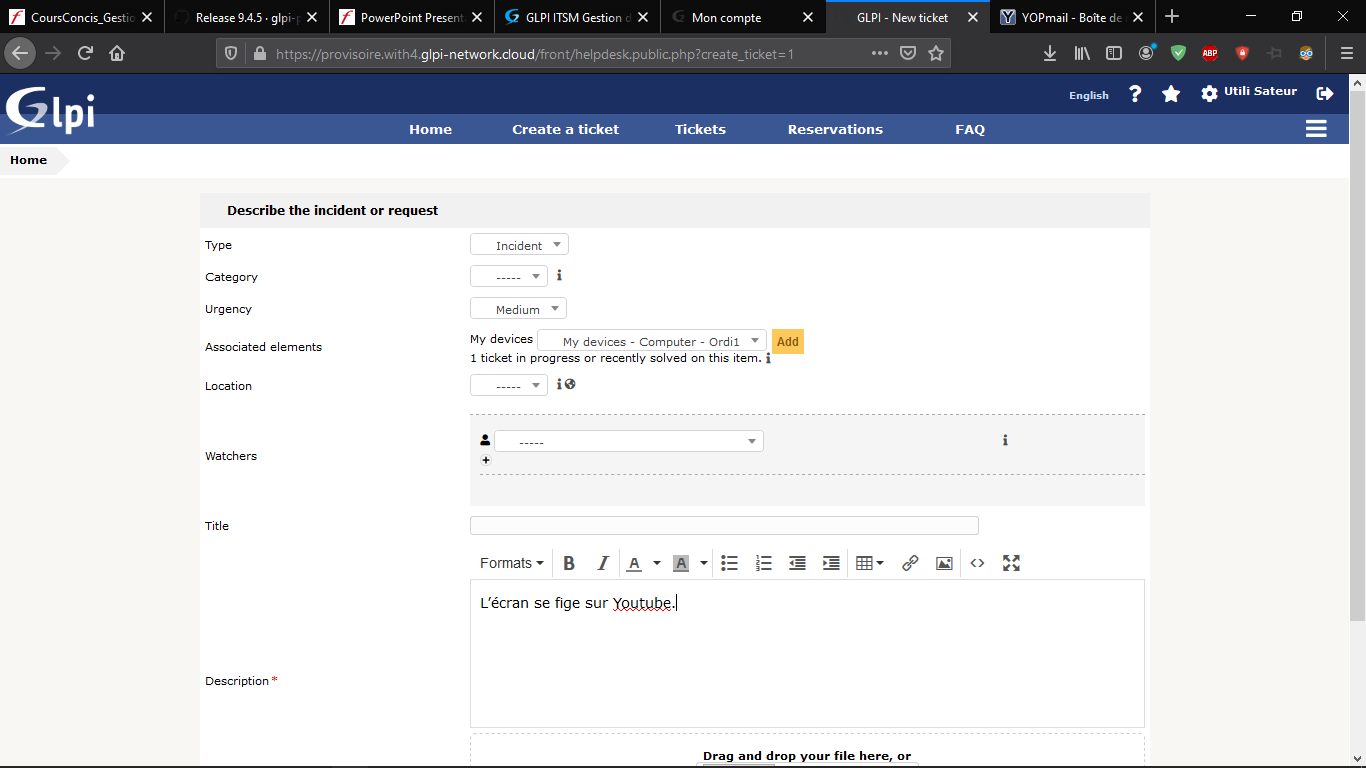 CoursConcis_Gestio
Release 9.4.5 · glpi-p
PowerPoint Present
GLPI ITSM Gestion d
Mon compte
GLPI - New ticket
YOPmail - Boîte de
https://provisoire.with4.glpi-network.cloud/front/helpdesk.public.php?create_ticket=1
ABP
Glpi
English
?
Utili Sateur
Home
Create a ticket
Tickets
Reservations
FAQ
Home
Describe the incident or request
Type
Incident
Category
-----
Urgency
Medium
Associated elements
My devices
My devices - Computer - Ordi1
Add
1 ticket in progress or recently solved on this item.
Location
-----
Watchers
-----
Title
Formats
B
I
A
A
Description *
L’écran se fige sur Youtube.
Drag and drop your file here, or